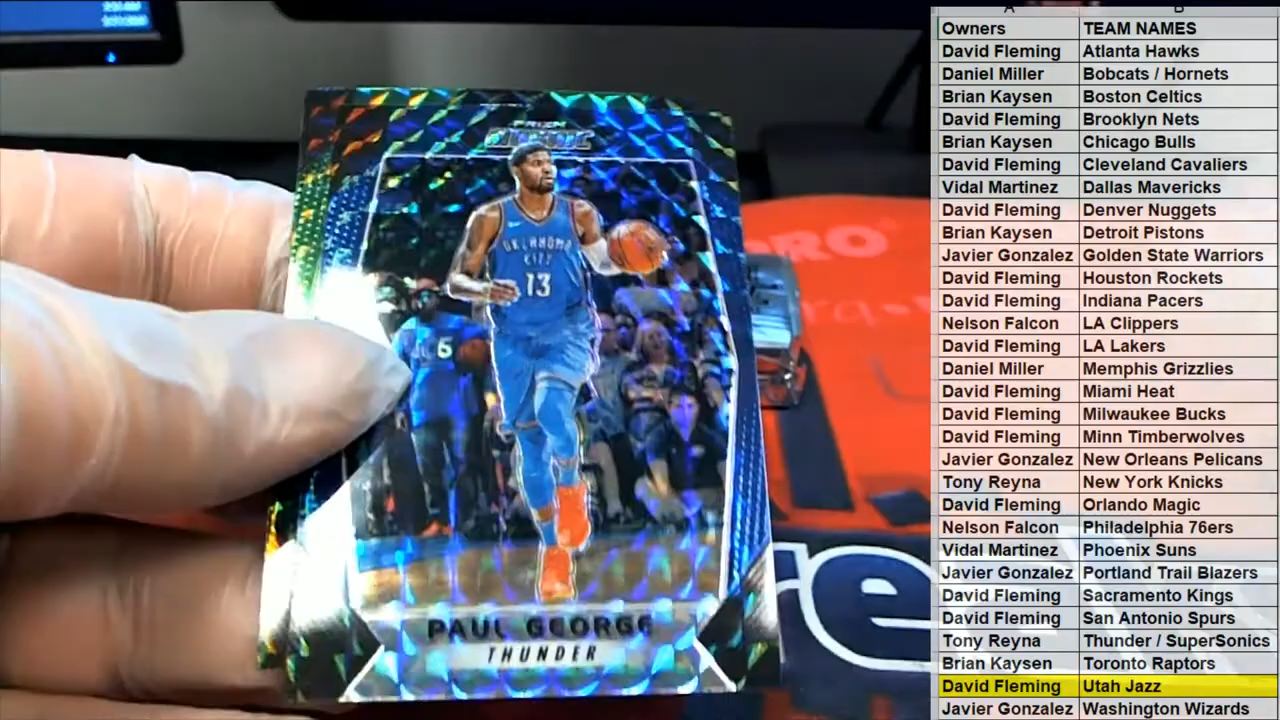 PRIZM
MOSAIC
OKLAHOMA
CITY
13
6
PAUL GEORGE
THUNDER
PRO
re
A B
Owners TEAM NAMES
David Fleming Atlanta Hawks
Daniel Miller Bobcats / Hornets
Brian Kaysen Boston Celtics
David Fleming Brooklyn Nets
Brian Kaysen Chicago Bulls
David Fleming Cleveland Cavaliers
Vidal Martinez Dallas Mavericks
David Fleming Denver Nuggets
Brian Kaysen Detroit Pistons
Javier Gonzalez Golden State Warriors
David Fleming Houston Rockets
David Fleming Indiana Pacers
Nelson Falcon LA Clippers
David Fleming LA Lakers
Daniel Miller Memphis Grizzlies
David Fleming Miami Heat
David Fleming Milwaukee Bucks
David Fleming Minn Timberwolves
Javier Gonzalez New Orleans Pelicans
Tony Reyna New York Knicks
David Fleming Orlando Magic
Nelson Falcon Philadelphia 76ers
Vidal Martinez Phoenix Suns
Javier Gonzalez Portland Trail Blazers
David Fleming Sacramento Kings
David Fleming San Antonio Spurs
Tony Reyna Thunder / SuperSonics
Brian Kaysen Toronto Raptors
David Fleming Utah Jazz
Javier Gonzalez Washington Wizards